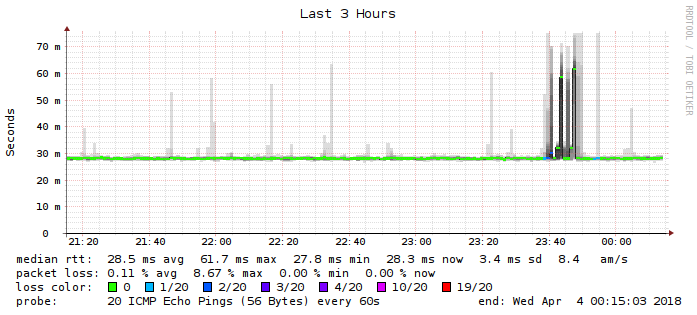 Last 3 Hours
RRDTOOL / TOBI OETIKER
Seconds
70 m
60 m
50 m
40 m
30 m
20 m
10 m
0
21:20 21:40 22:00 22:20 22:40 23:00 23:20 23:40 00:00
median rtt: 28.5 ms avg 61.7 ms max 27.8 ms min 28.3 ms now 3.4 ms sd 8.4 am/s
packet loss: 0.11 % avg 8.67 % max 0.00 % min 0.00 % now
loss color: 0 1/20 2/20 3/20 4/20 10/20 19/20
probe: 20 ICMP Echo Pings (56 Bytes) every 60s end: Wed Apr 4 00:15:03 2018